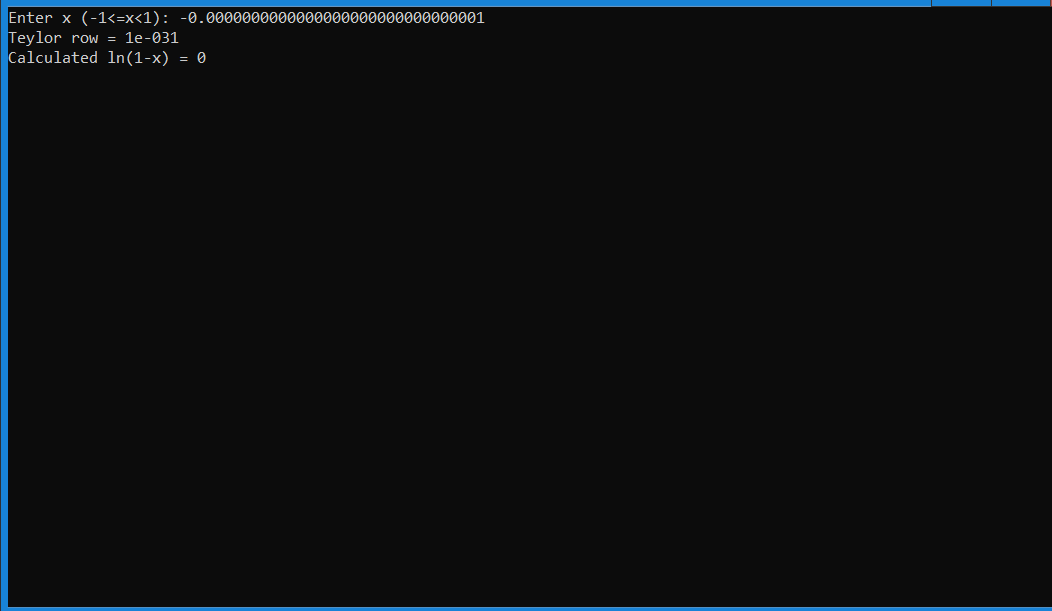 Enter x (-1<=x<1): -0.0000000000000000000000000000001
Teylor row = 1e-031
Calculated ln(1-x) = 0